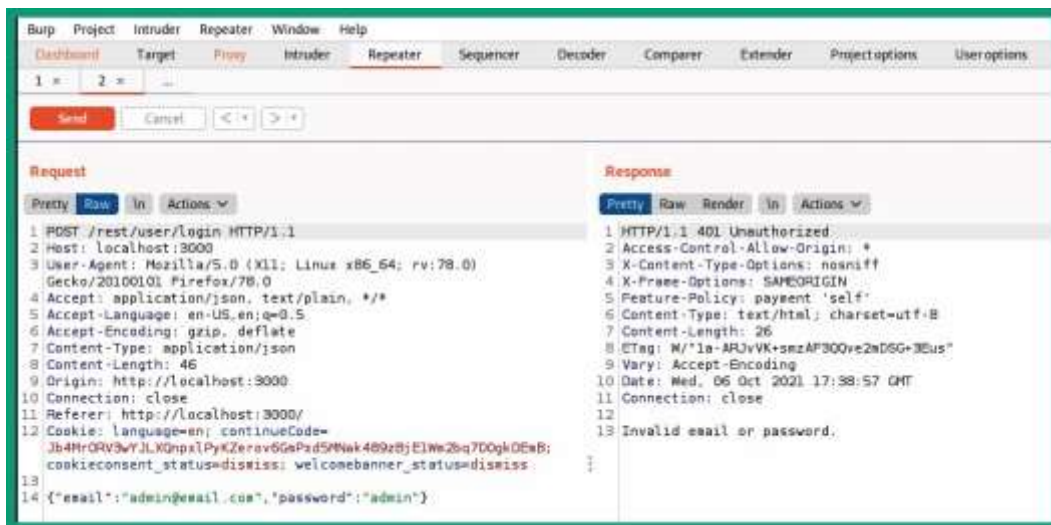 Burp Project Intruder Repeater Window Help
Dashboard Target Proxy Intruder Repeater Sequencer Decoder Comparer Extender Project options User options
1 × 2 × ...
Send Cancel < >
Request
Response
Pretty Raw \n Actions
Pretty Raw Render \n Actions
1 POST /rest/user/login HTTP/1.1
2 Host: localhost:3000
3 User-Agent: Mozilla/5.0 (X11; Linux x86_64; rv:78.0)
Gecko/20100101 Firefox/78.0
4 Accept: application/json, text/plain, */*
5 Accept-Language: en-US,en;q=0.5
6 Accept-Encoding: gzip, deflate
7 Content-Type: application/json
8 Content-Length: 46
9 Origin: http://localhost:3000
10 Connection: close
11 Referer: http://localhost:3000/
12 Cookie: language=en; continueCode=
cookieconsent_status=dismiss; welcomebanner_status=dismiss
13
14 {"email":"admin@email.com","password":"admin"}
1 HTTP/1.1 401 Unauthorized
2 Access-Control-Allow-Origin: *
3 X-Content-Type-Options: nosniff
4 X-Frame-Options: SAMEORIGIN
5 Feature-Policy: payment 'self'
6 Content-Type: text/html; charset=utf-8
7 Content-Length: 26
8 ETag:
9 Vary: Accept-Encoding
10 Date: Wed, 06 Oct 2021 17:38:57 GMT
11 Connection: close
12
13 Invalid email or password.